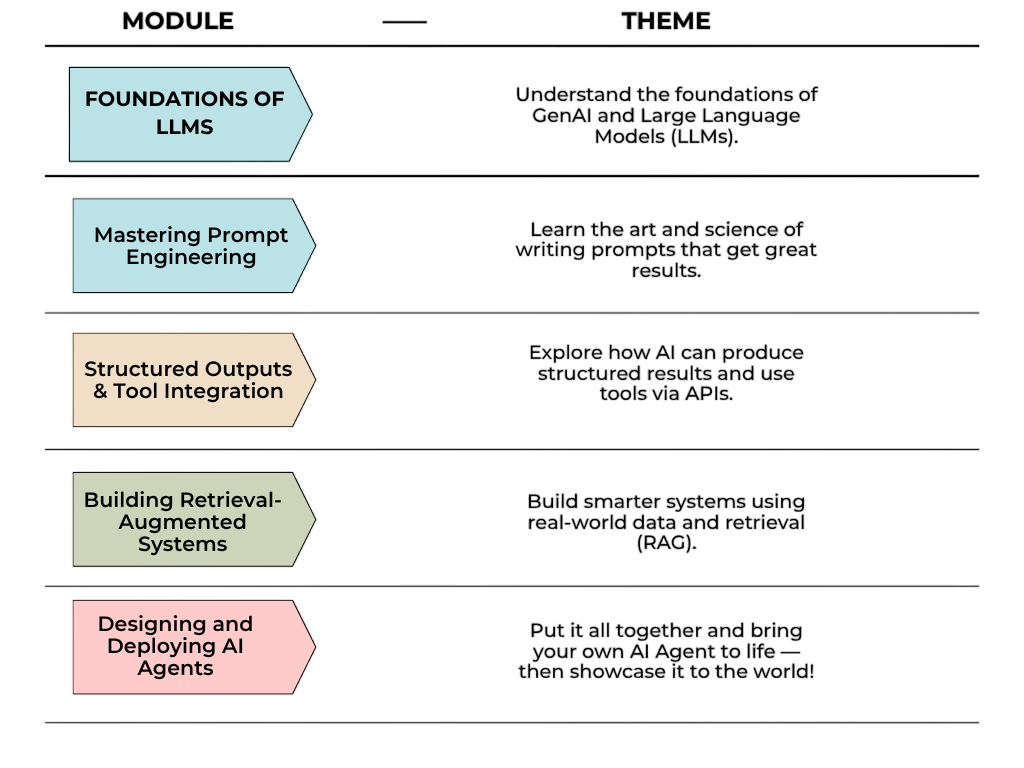 MODULE — THEME
FOUNDATIONS OF
LLMS
Understand the foundations of
GenAI and Large Language
Models (LLMs).
Mastering Prompt
Engineering
Learn the art and science of
writing prompts that get great
results.
Structured Outputs
& Tool Integration
Explore how AI can produce
structured results and use
tools via APIs.
Building Retrieval-
Augmented
Systems
Build smarter systems using
real-world data and retrieval
(RAG).
Designing and
Deploying AI
Agents
Put it all together and bring
your own AI Agent to life —
then showcase it to the world!